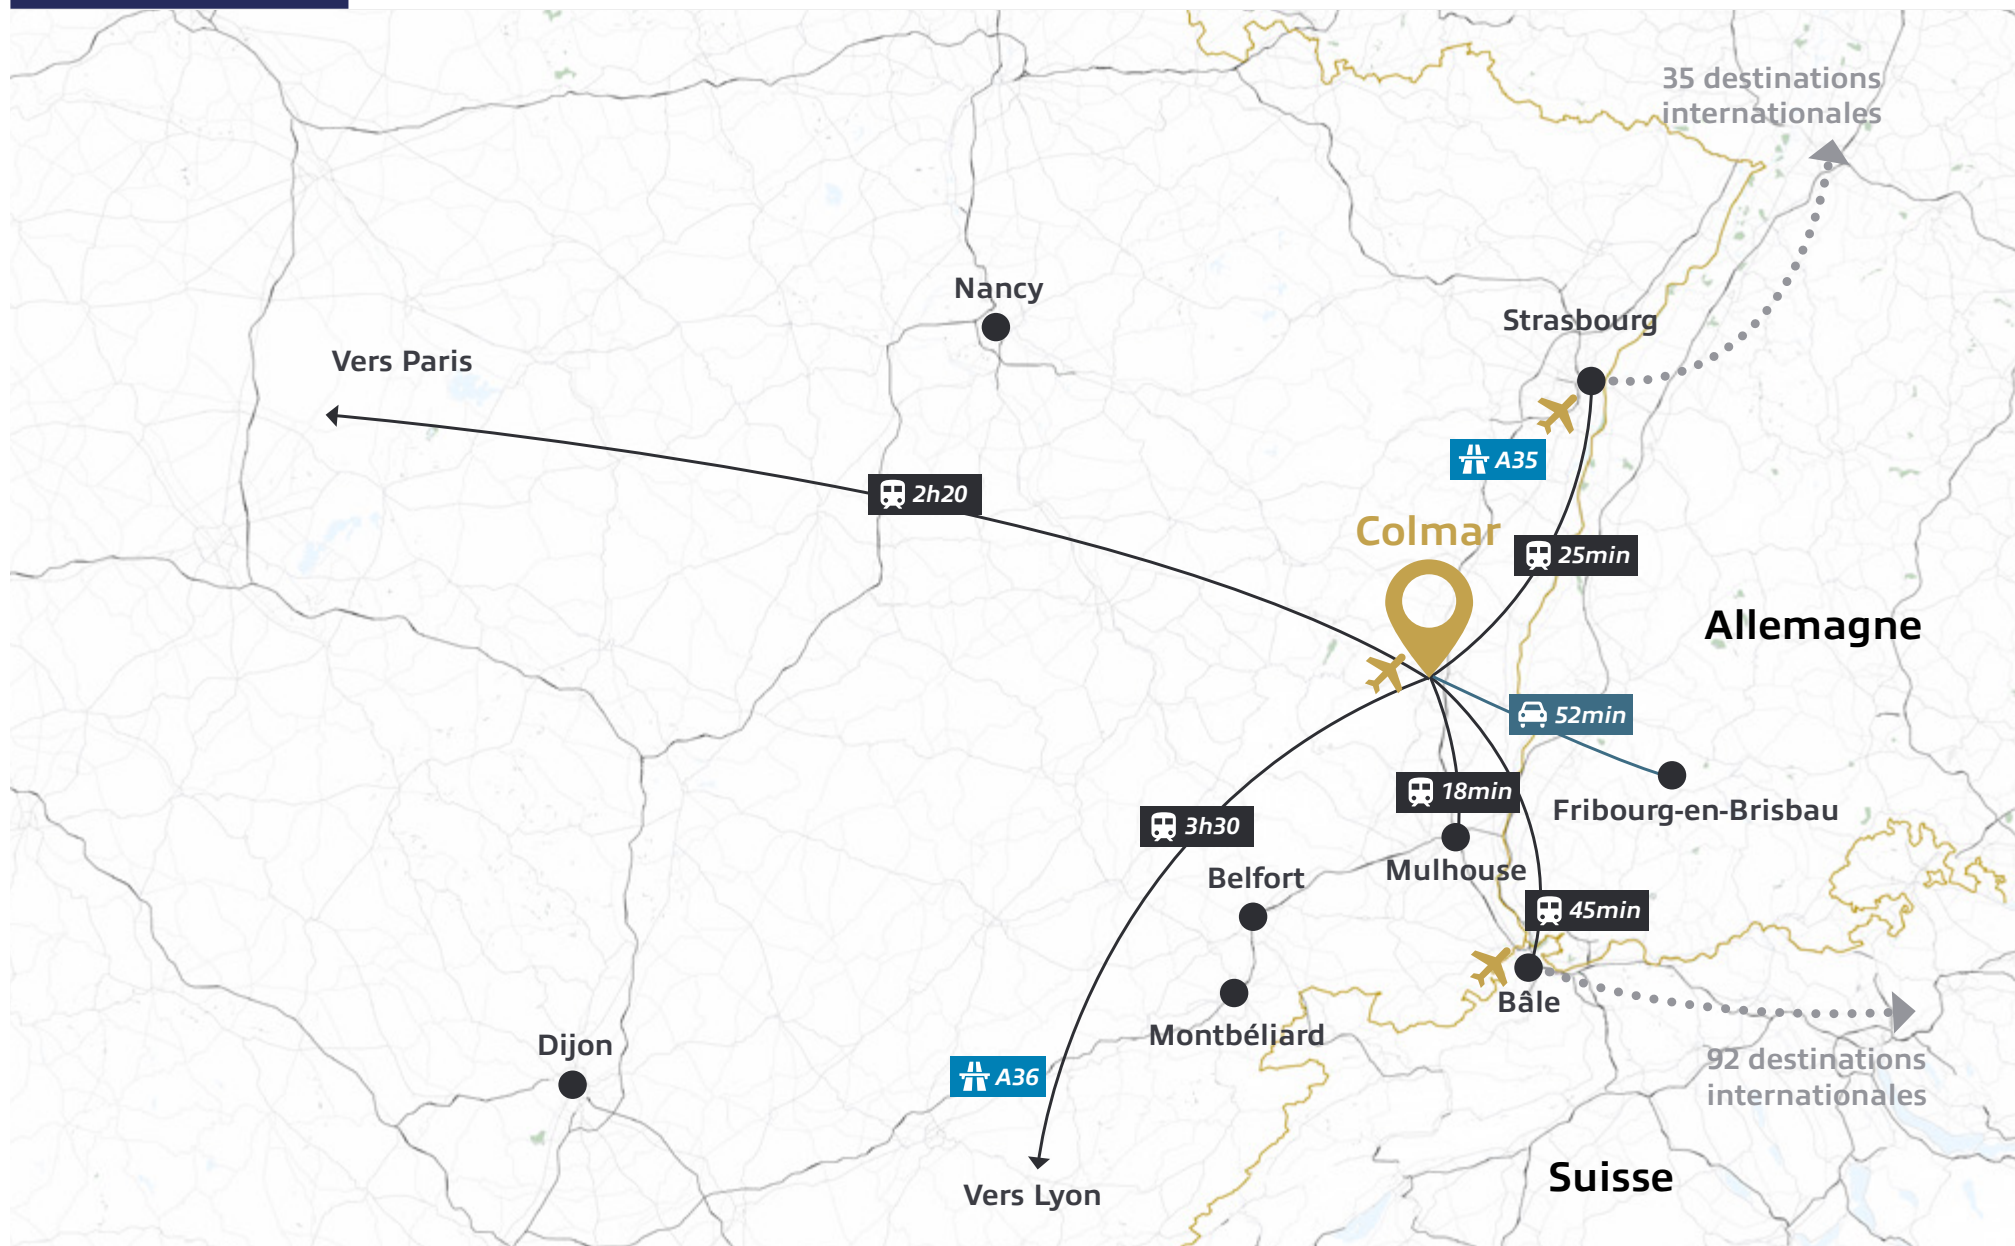 35 destinations
internationales
Nancy
Strasbourg
Vers Paris
A35
2h20
Colmar
25min
Allemagne
52min
18min
Fribourg-en-Brisbau
3h30
Mulhouse
Belfort
45min
Bâle
Montbéliard
Dijon
92 destinations
internationales
A36
Suisse
Vers Lyon